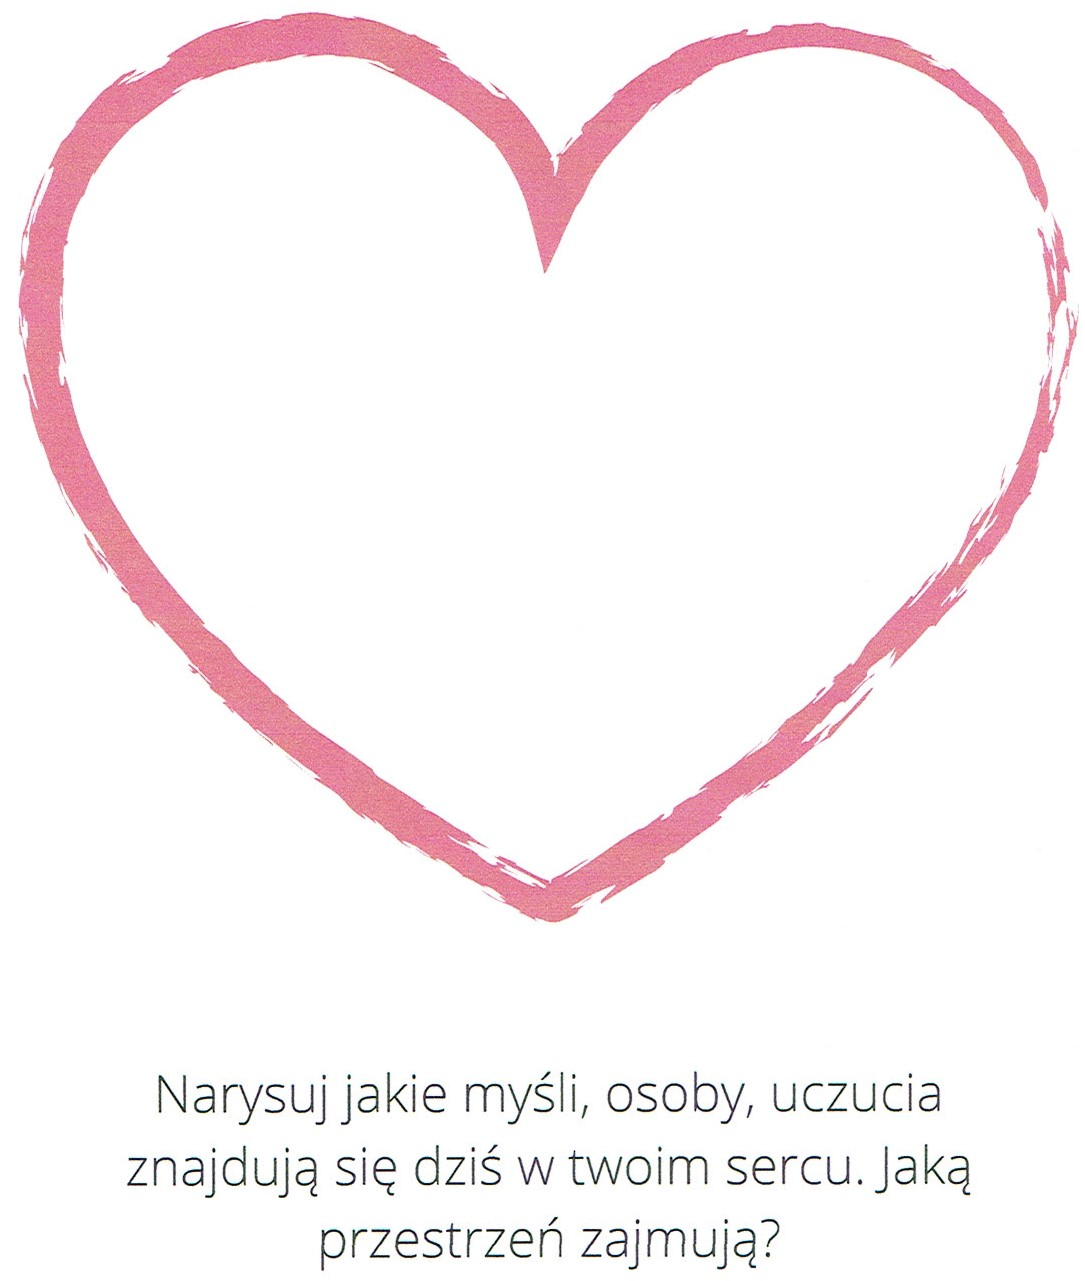 Narysuj jakie myśli, osoby, uczucia
znajdują się dziś w twoim sercu. Jaką
przestrzeń zajmują?